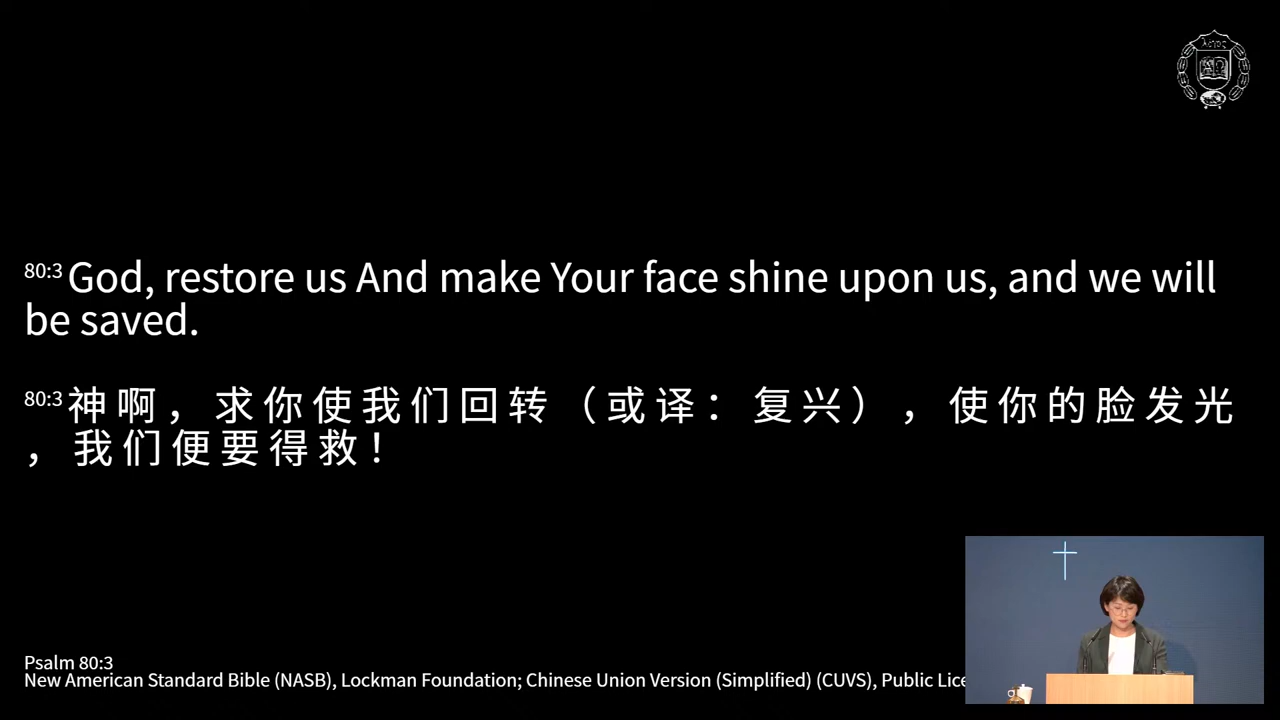 λόγος
80:3 God, restore us And make Your face shine upon us, and we will
be saved.
80:3 神啊，求你使我们回转（或译：复兴），使你的脸发光
，我们便要得救！
Psalm 80:3
New American Standard Bible (NASB), Lockman Foundation; Chinese Union Version (Simplified) (CUVS), Public